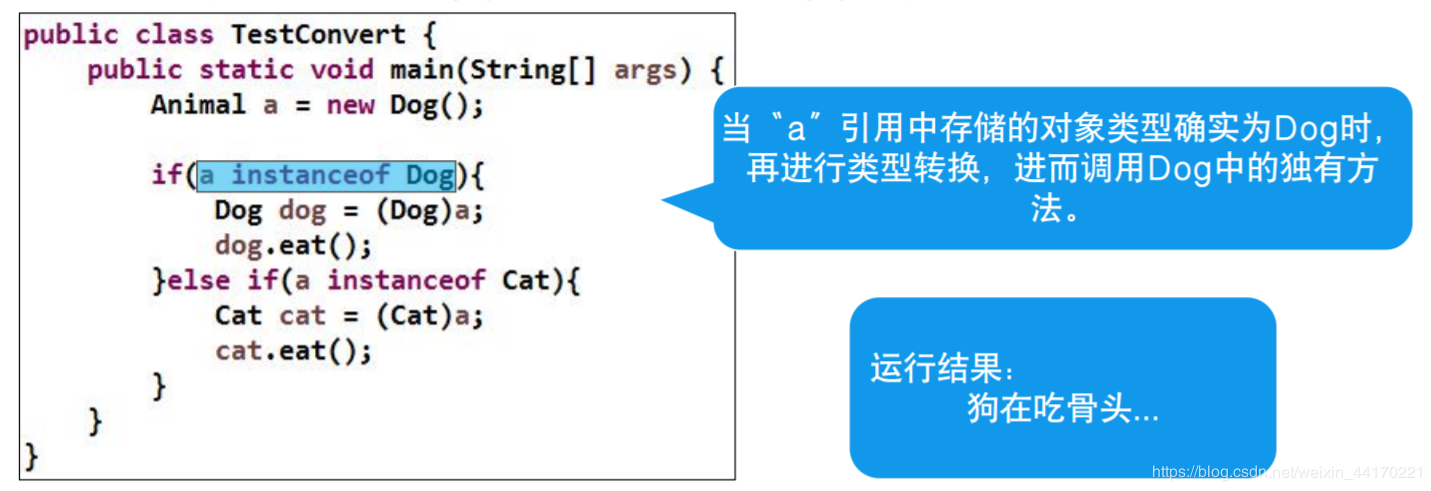 public class TestConvert {
public static void main(String[] args) {
Animal a = new Dog();
if(a instanceof Dog){
Dog dog = (Dog)a;
dog.eat();
}else if(a instanceof Cat){
Cat cat = (Cat)a;
cat.eat();
}
}
}
当〝a〞引用中存储的对象类型确实为Dog时，
再进行类型转换，进而调用Dog中的独有方
法。
运行结果：
狗在吃骨头...
https://blog.csdn.net/weixin_44170221